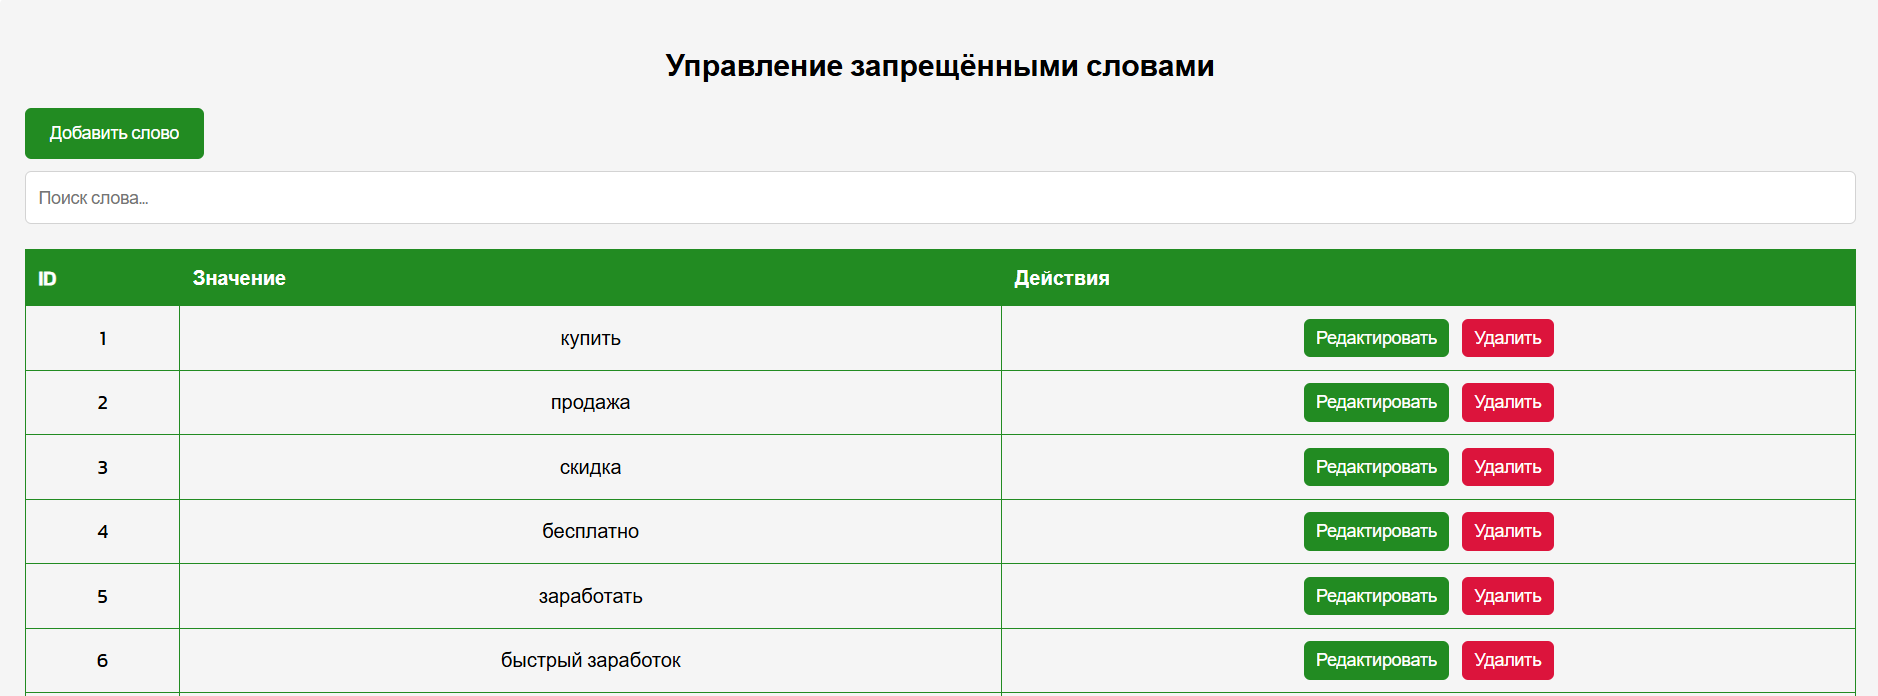 Управление запрещёнными словами
Добавить слово
Поиск слова...
ID Значение Действия
1 купить Редактировать Удалить
2 продажа Редактировать Удалить
3 скидка Редактировать Удалить
4 бесплатно Редактировать Удалить
5 заработать Редактировать Удалить
6 быстрый заработок Редактировать Удалить